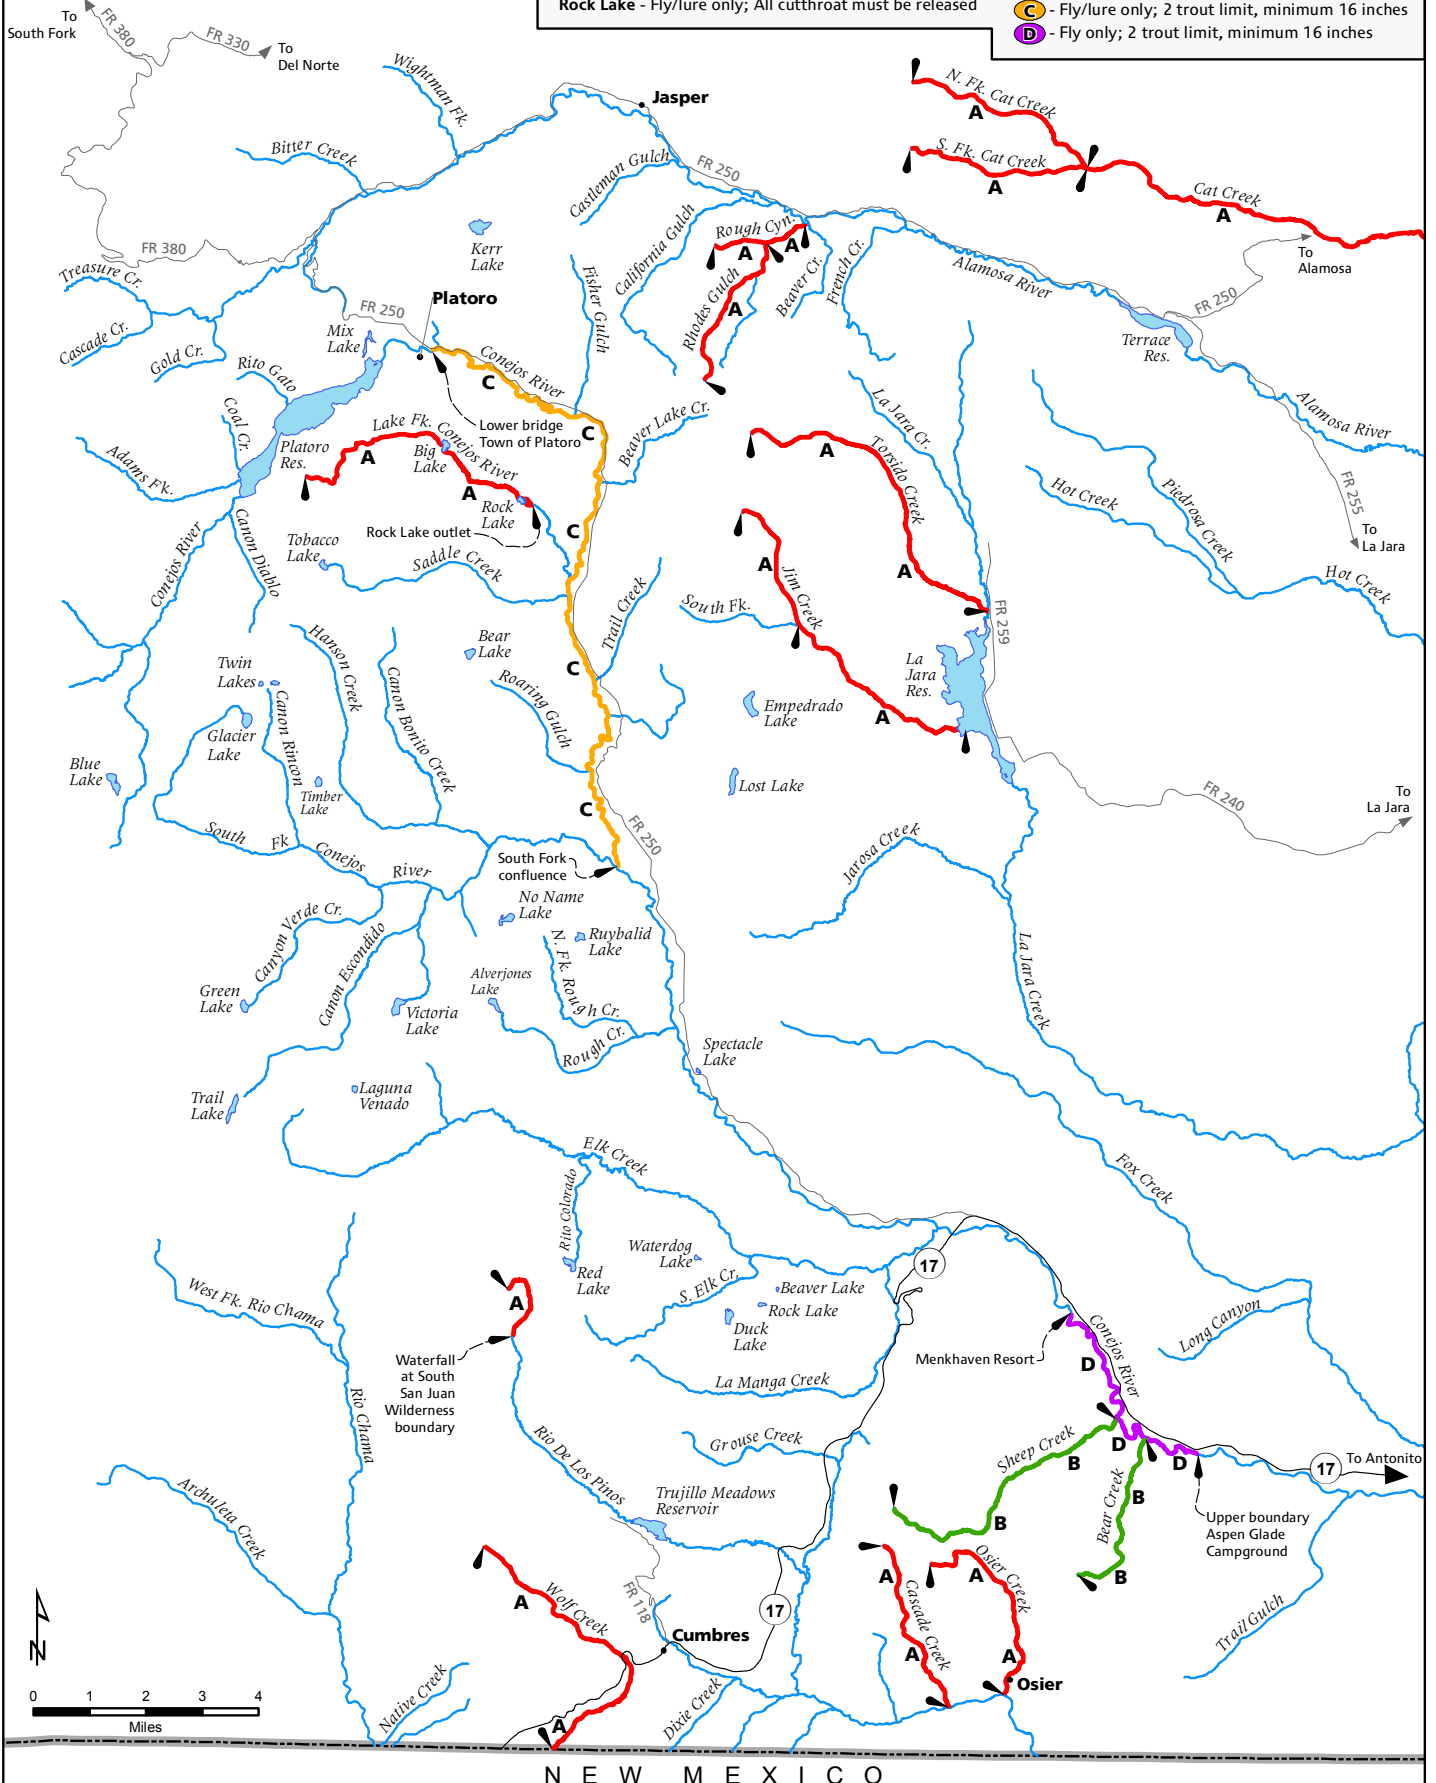 Rock Lake - Fly/lure only; All cutthroat must be released
C - Fly/lure only; 2 trout limit, minimum 16 inches
D - Fly only; 2 trout limit, minimum 16 inches
To
South Fork
FR 380
FR 330
To
Del Norte
Wightman Fk.
Jasper
N. Fk. Cat Creek
A
Bitter Creek
Castleman Gulch
FR 250
S. Fk. Cat Creek
A
Cat Creek
A
FR 380
Kerr
Lake
California Gulch
Rough Cyn.
A
A
Rhodes Gulch
A
Beaver Cr.
French Cr.
Alamosa River
To
Alamosa
FR 250
Treasure Cr.
Cascade Cr.
Gold Cr.
Fisher Gulch
Platoro
FR 250
Mix
Lake
Terrace
Res.
Conejos River
C
Rito Gato
Coal Cr.
Platoro
Res.
Lake Fk. Conejos River
A
Big
Lake
A
Lower bridge
Town of Platoro
C
Beaver Lake Cr.
La Jara Cr.
Torsido Creek
A
A
Alamosa River
FR 255
To
La Jara
Adams Fk.
Rock
Lake
Rock Lake outlet
C
Hot Creek
Piedrosa Creek
Hot Creek
Conejos River
Canon Diablo
Tobacco
Lake
Saddle Creek
Trail Creek
A
Jim Creek
South Fk.
A
FR 259
La
Jara
Res.
Hanson Creek
Bear
Lake
C
Twin
Lakes
Canon Rincon
Canon Bonito Creek
Roaring Gulch
Empedrado
Lake
Glacier
Lake
Blue
Lake
Timber
Lake
Lost Lake
FR 240
To
La Jara
C
FR 250
South Fk Conejos River
South Fork
confluence
Jarosa Creek
No Name
Lake
Canyon Verde Cr.
Canon Escondido
Ruybalid
Lake
N. Fk. Rough Cr.
Alverjones
Lake
Green
Lake
Victoria
Lake
Rough Cr.
La Jara Creek
Spectacle
Lake
Trail
Lake
Laguna
Venado
Elk Creek
Fox Creek
Rito Colorado
Waterdog
Lake
17
Red
Lake
S. Elk Cr.
Beaver Lake
Rock Lake
Duck
Lake
West Fk. Rio Chama
A
Long Canyon
Conejos River
Menkhaven Resort
D
Waterfall
at South
San Juan
Wilderness
boundary
La Manga Creek
Rio Chama
Grouse Creek
Sheep Creek
B
D
D
17
To Antonito
Rio De Los Pinos
Archuleta Creek
Trujillo Meadows
Reservoir
B
Bear Creek
B
Upper boundary
Aspen Glade
Campground
Osier Creek
A
B
A
Cascade Creek
A
A
Osier
Trail Gulch
Wolf Creek
A
FR 118
17
Cumbres
N
Native Creek
Dixie Creek
A
0 1 2 3 4
Miles
NEW MEXICO